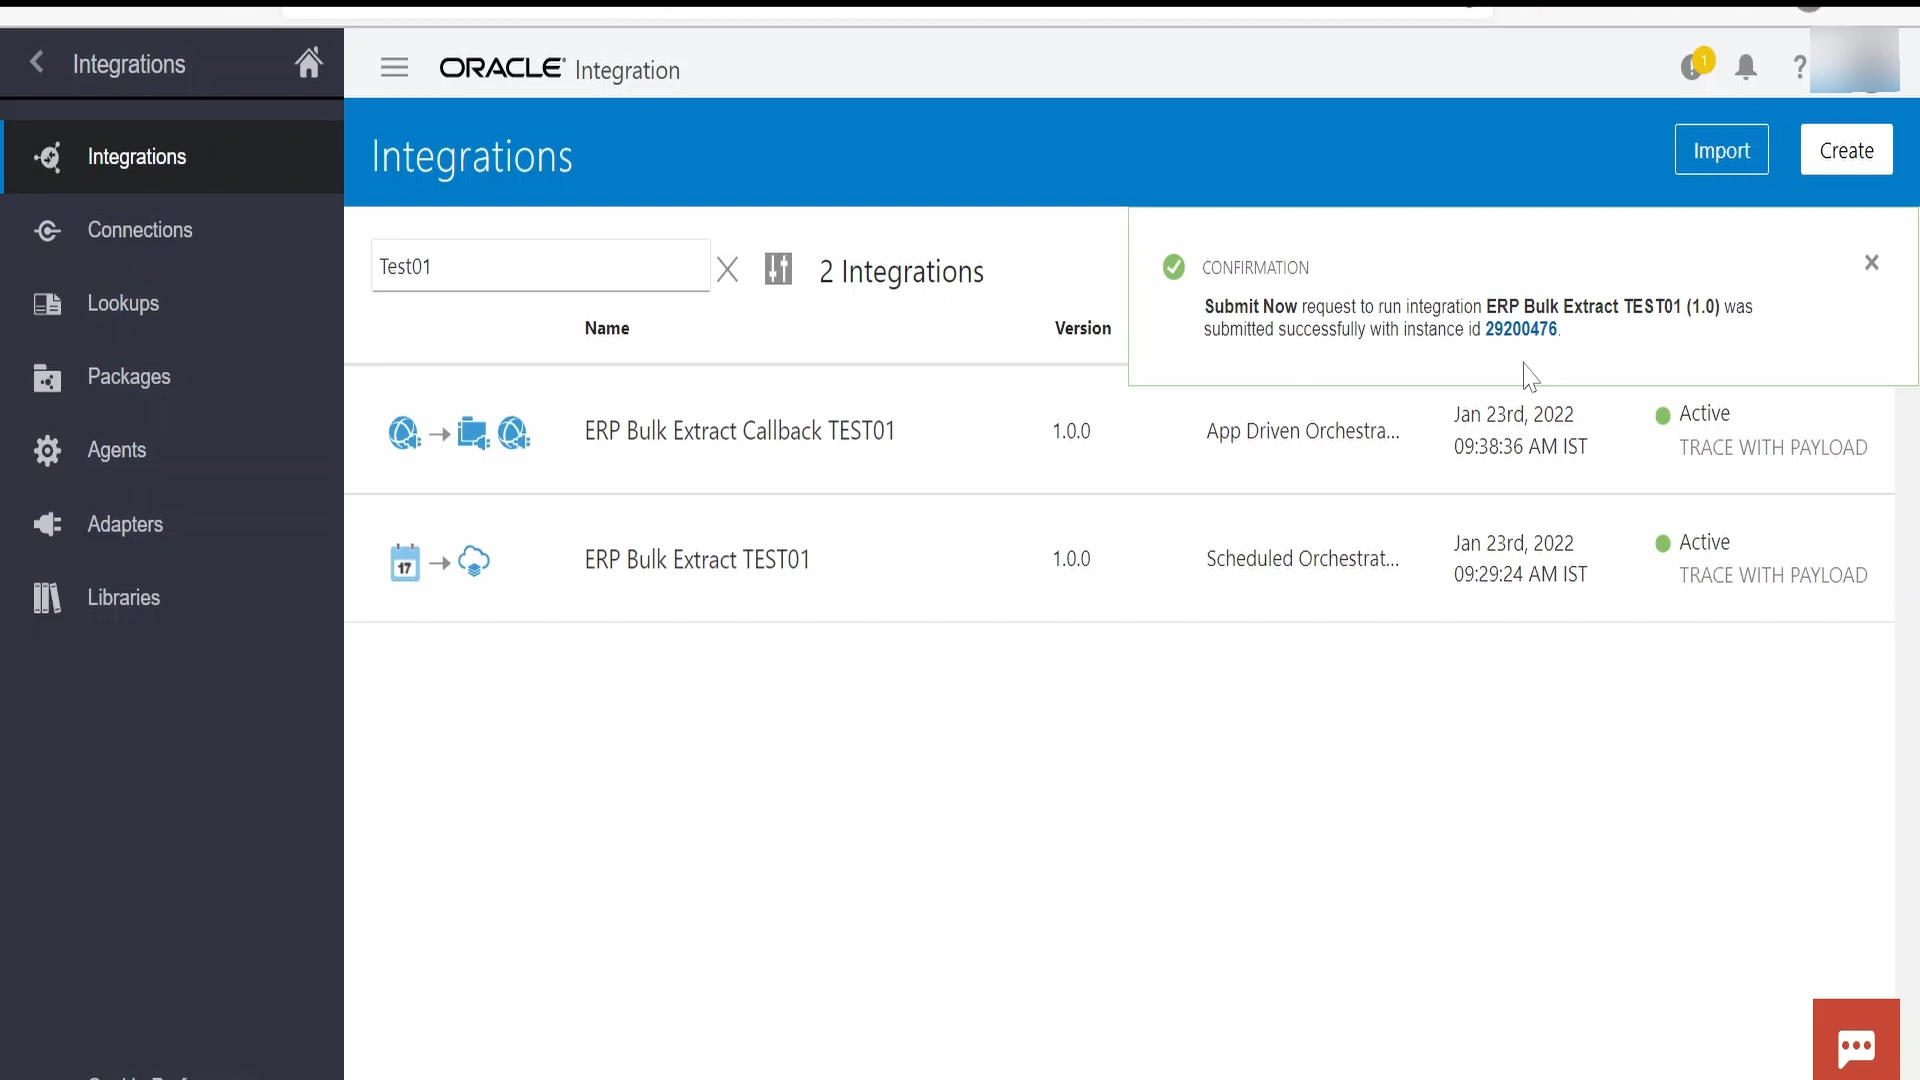 Integrations
ORACLE Integration
1
?
Integrations
Connections
Lookups
Packages
Agents
Adapters
Libraries
Integrations
Import
Create
Test01
2 Integrations
CONFIRMATION
Submit Now request to run integration ERP Bulk Extract TEST01 (1.0) was
submitted successfully with instance id 29200476.
Name
Version
ERP Bulk Extract Callback TEST01
1.0.0
App Driven Orchestra...
Jan 23rd, 2022
09:38:36 AM IST
Active
TRACE WITH PAYLOAD
17
ERP Bulk Extract TEST01
1.0.0
Scheduled Orchestrat...
Jan 23rd, 2022
09:29:24 AM IST
Active
TRACE WITH PAYLOAD